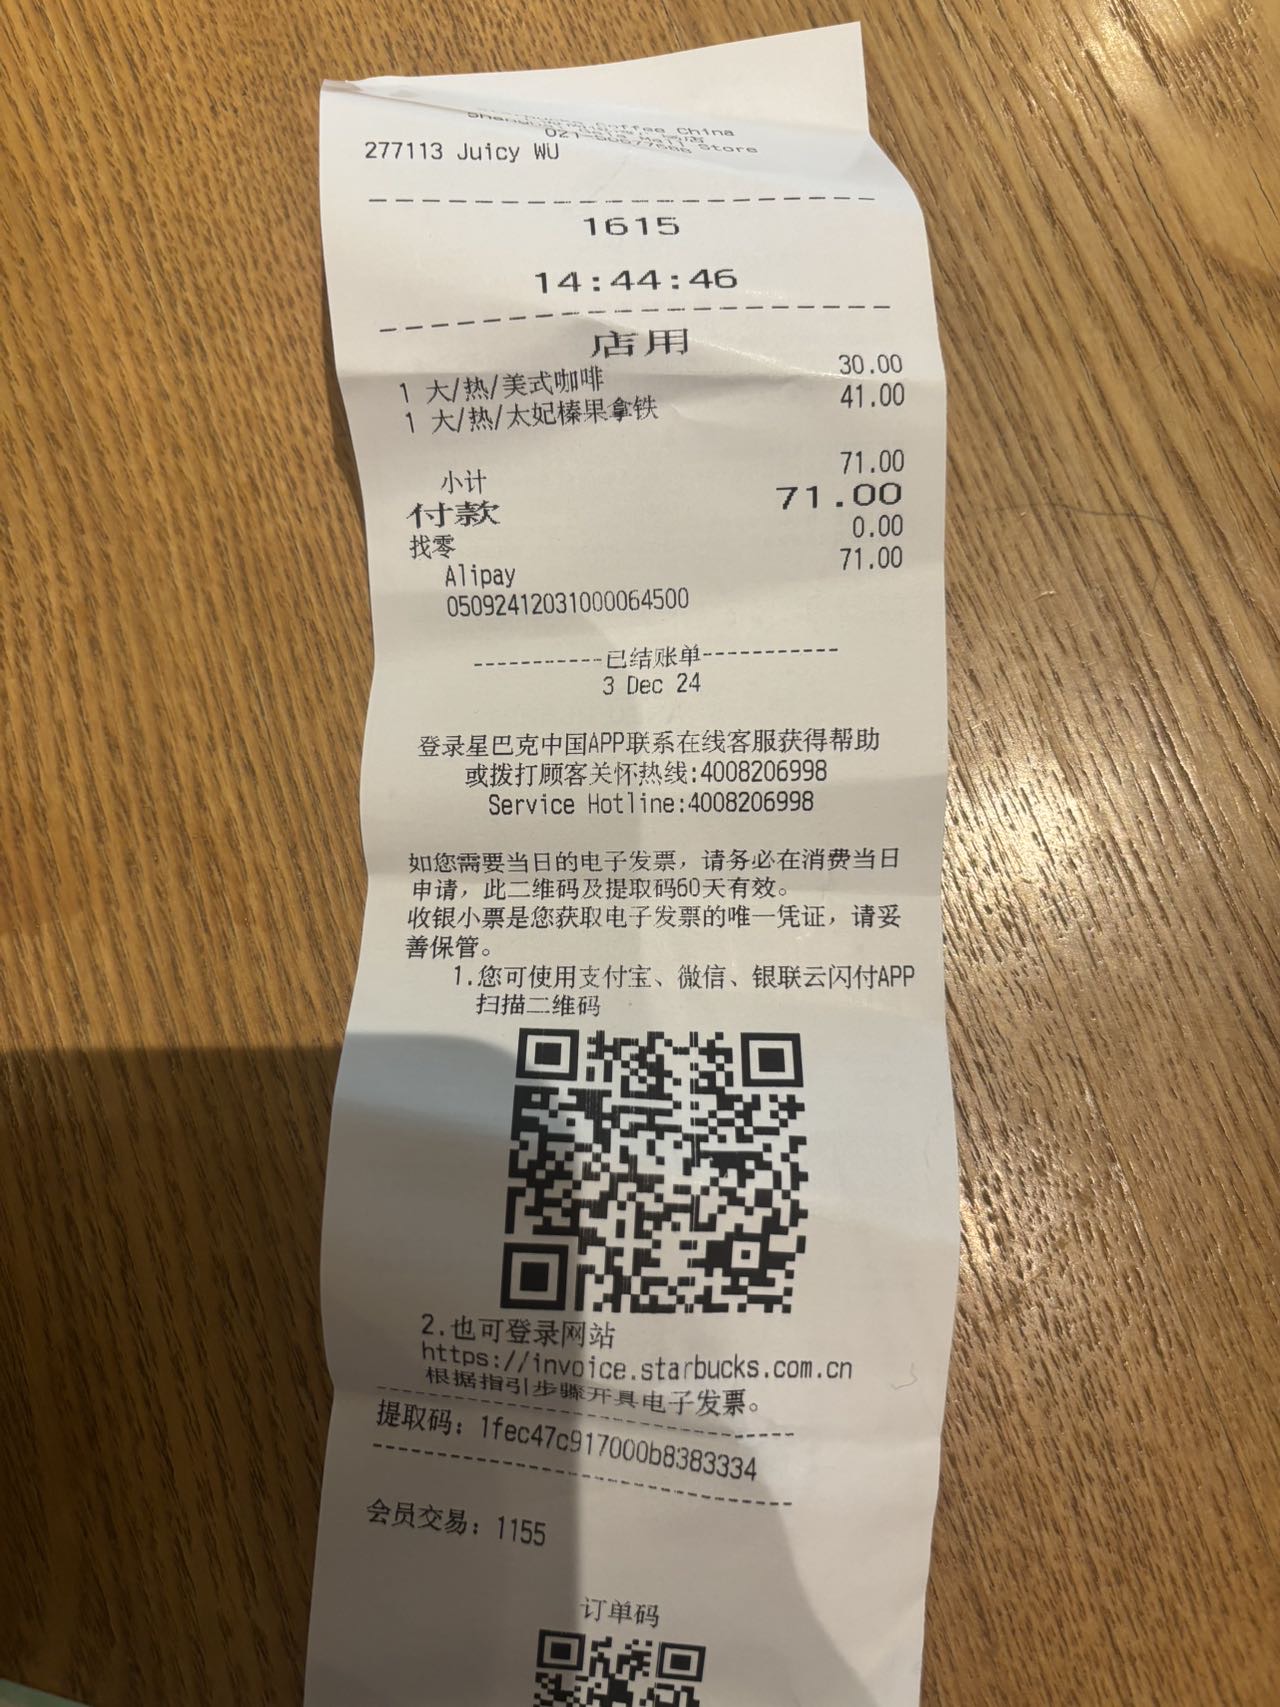 Coffee China
Store
277113 Juicy WU
1615
14:44:46
店用
1 大/热/美式咖啡 30.00
1 大/热/太妃榛果拿铁 41.00
小计 71.00
付款 71.00
找零 0.00
Alipay 71.00
05092412031000064500
-----------已结账单-----------
3 Dec 24
登录星巴克中国APP联系在线客服获得帮助
或拨打顾客关怀热线:4008206998
Service Hotline:4008206998
如您需要当日的电子发票，请务必在消费当日
申请，此二维码及提取码60天有效。
收银小票是您获取电子发票的唯一凭证，请妥
善保管。
1.您可使用支付宝、微信、银联云闪付APP
扫描二维码
2.也可登录网站
https://invoice.starbucks.com.cn
根据指引步骤开具电子发票。
提取码：1fec47c917000b8383334
会员交易：1155
订单码